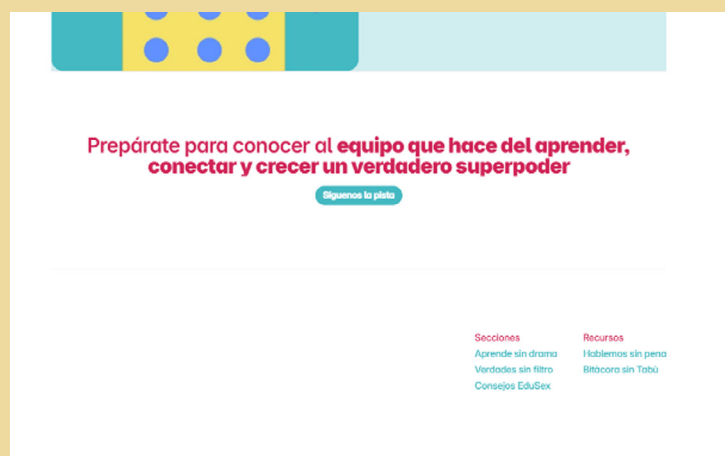 Prepárate para conocer al equipo que hace del aprender,
conectar y crecer un verdadero superpoder
Síguenos la pista
Secciones
Aprende sin drama
Verdades sin filtro
Consejos EduSex
Recursos
Hablemos sin pena
Bitácora sin Tabú